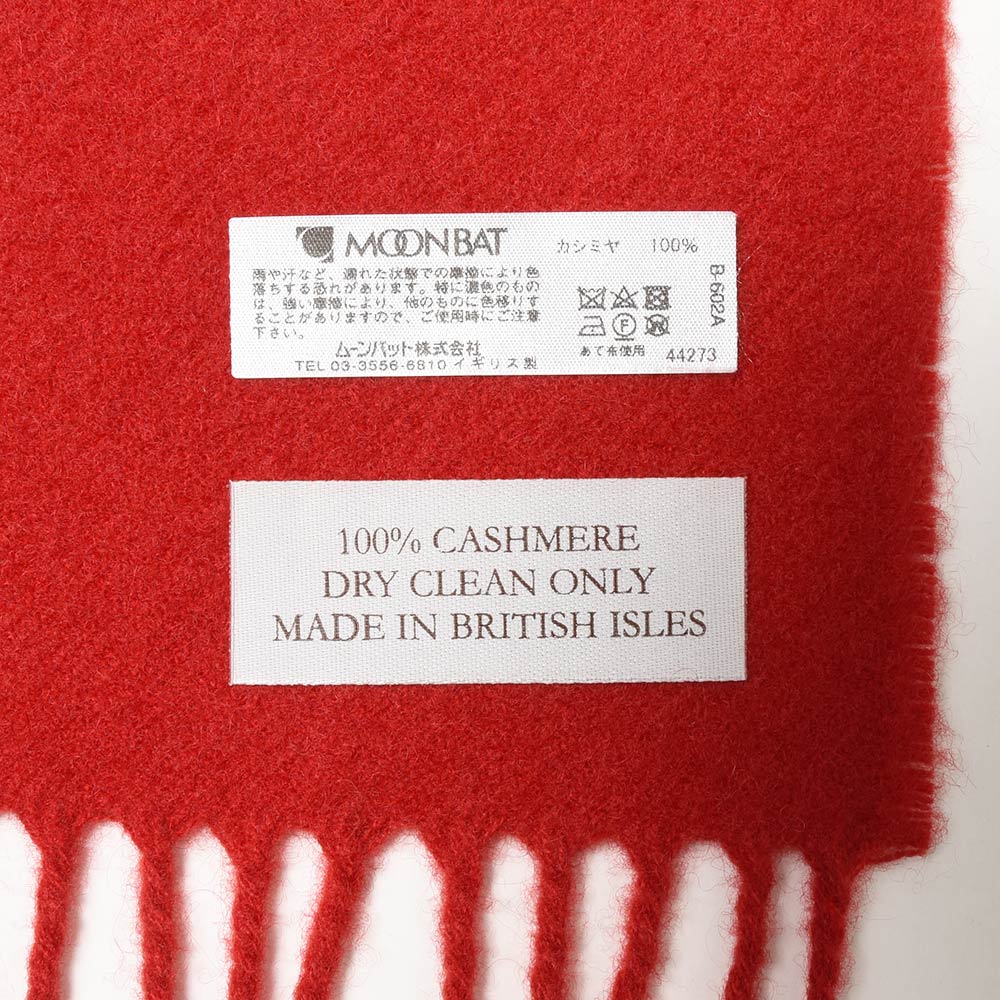 MOONBAT
カシミヤ 100%
B-602A
雨や汗など、濡れた状態での摩擦により色
落ちする恐れがあります。特に濃色のもの
は、強い摩擦により、他のものに色移りす
ることがありますので、ご使用時にご注意
下さい。
ムーンバット株式会社
TEL 03-3556-6810 イギリス製
あて布使用 44273
100% CASHMERE
DRY CLEAN ONLY
MADE IN BRITISH ISLES